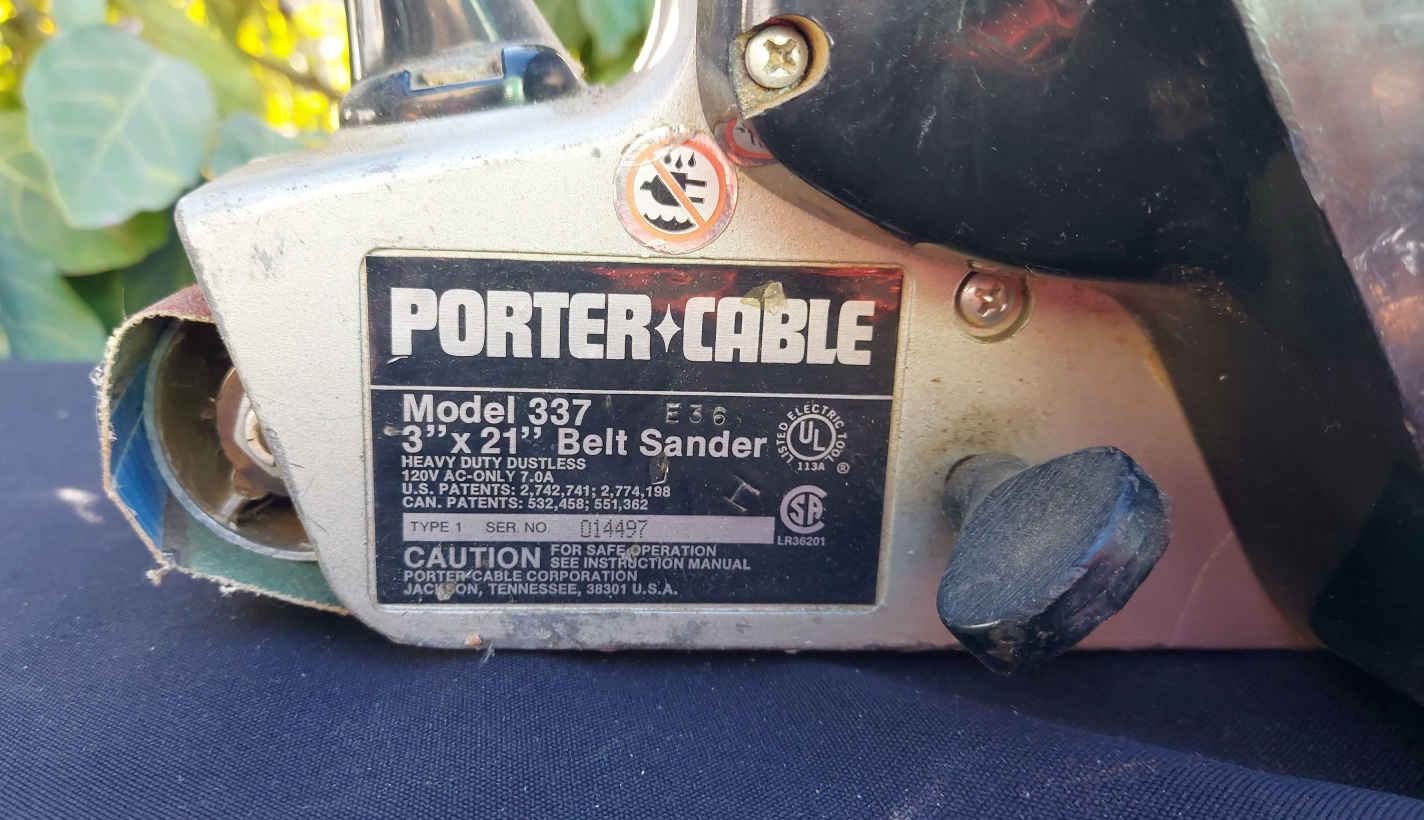 PORTER CABLE
Model 337 E36
3” x 21” Belt Sander
HEAVY DUTY DUSTLESS
120V AC-ONLY 7.0A
U.S. PATENTS: 2,742,741; 2,774,198
CAN. PATENTS: 532,458; 551,362
LISTED ELECTRIC TOOL
UL
113A
®
SA
LR36201
TYPE 1 SER. NO. 014497
CAUTION FOR SAFE OPERATION
SEE INSTRUCTION MANUAL
PORTER-CABLE CORPORATION
JACKSON, TENNESSEE, 38301 U.S.A.